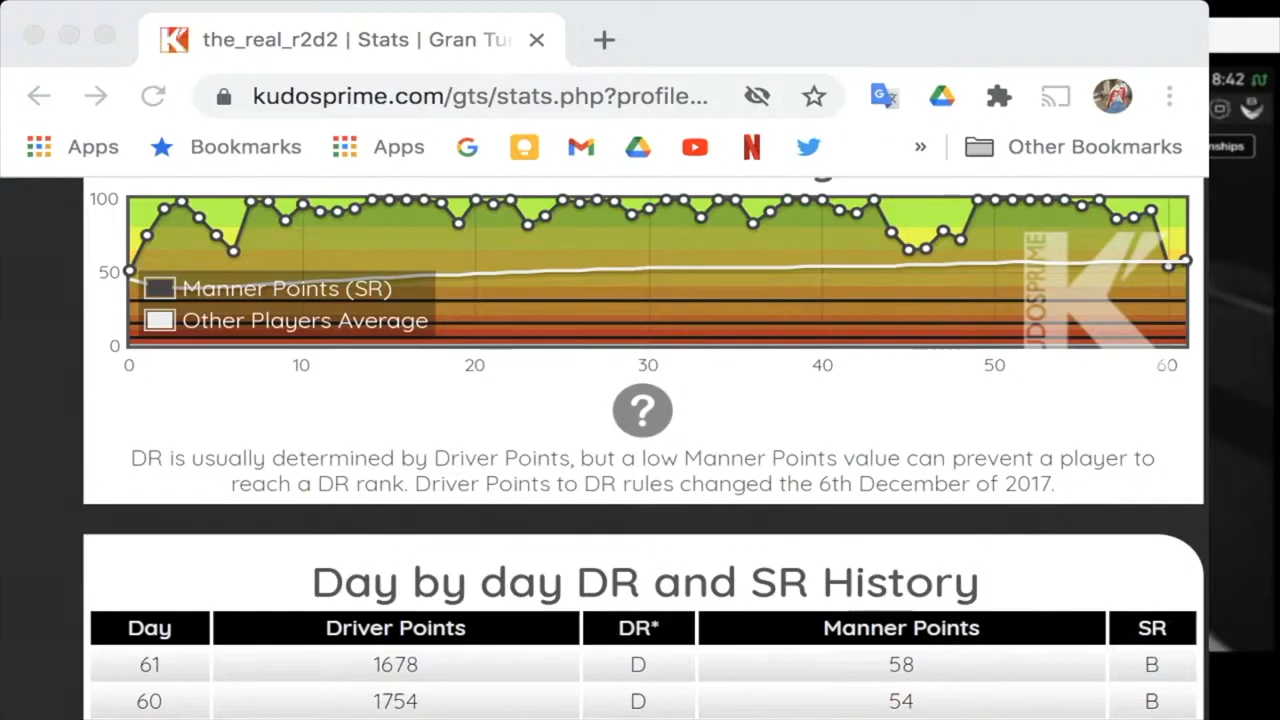 the_real_r2d2 | Stats | Gran Tu
kudosprime.com/gts/stats.php?profile...
8:42
Apps
Bookmarks
Apps
»
Other Bookmarks
nships
100
50
0
Manner Points (SR)
Other Players Average
0 10 20 30 40 50 60
UDOSPRIME
?
DR is usually determined by Driver Points, but a low Manner Points value can prevent a player to
reach a DR rank. Driver Points to DR rules changed the 6th December of 2017.
Day by day DR and SR History
Day Driver Points DR* Manner Points SR
61 1678 D 58 B
60 1754 D 54 B